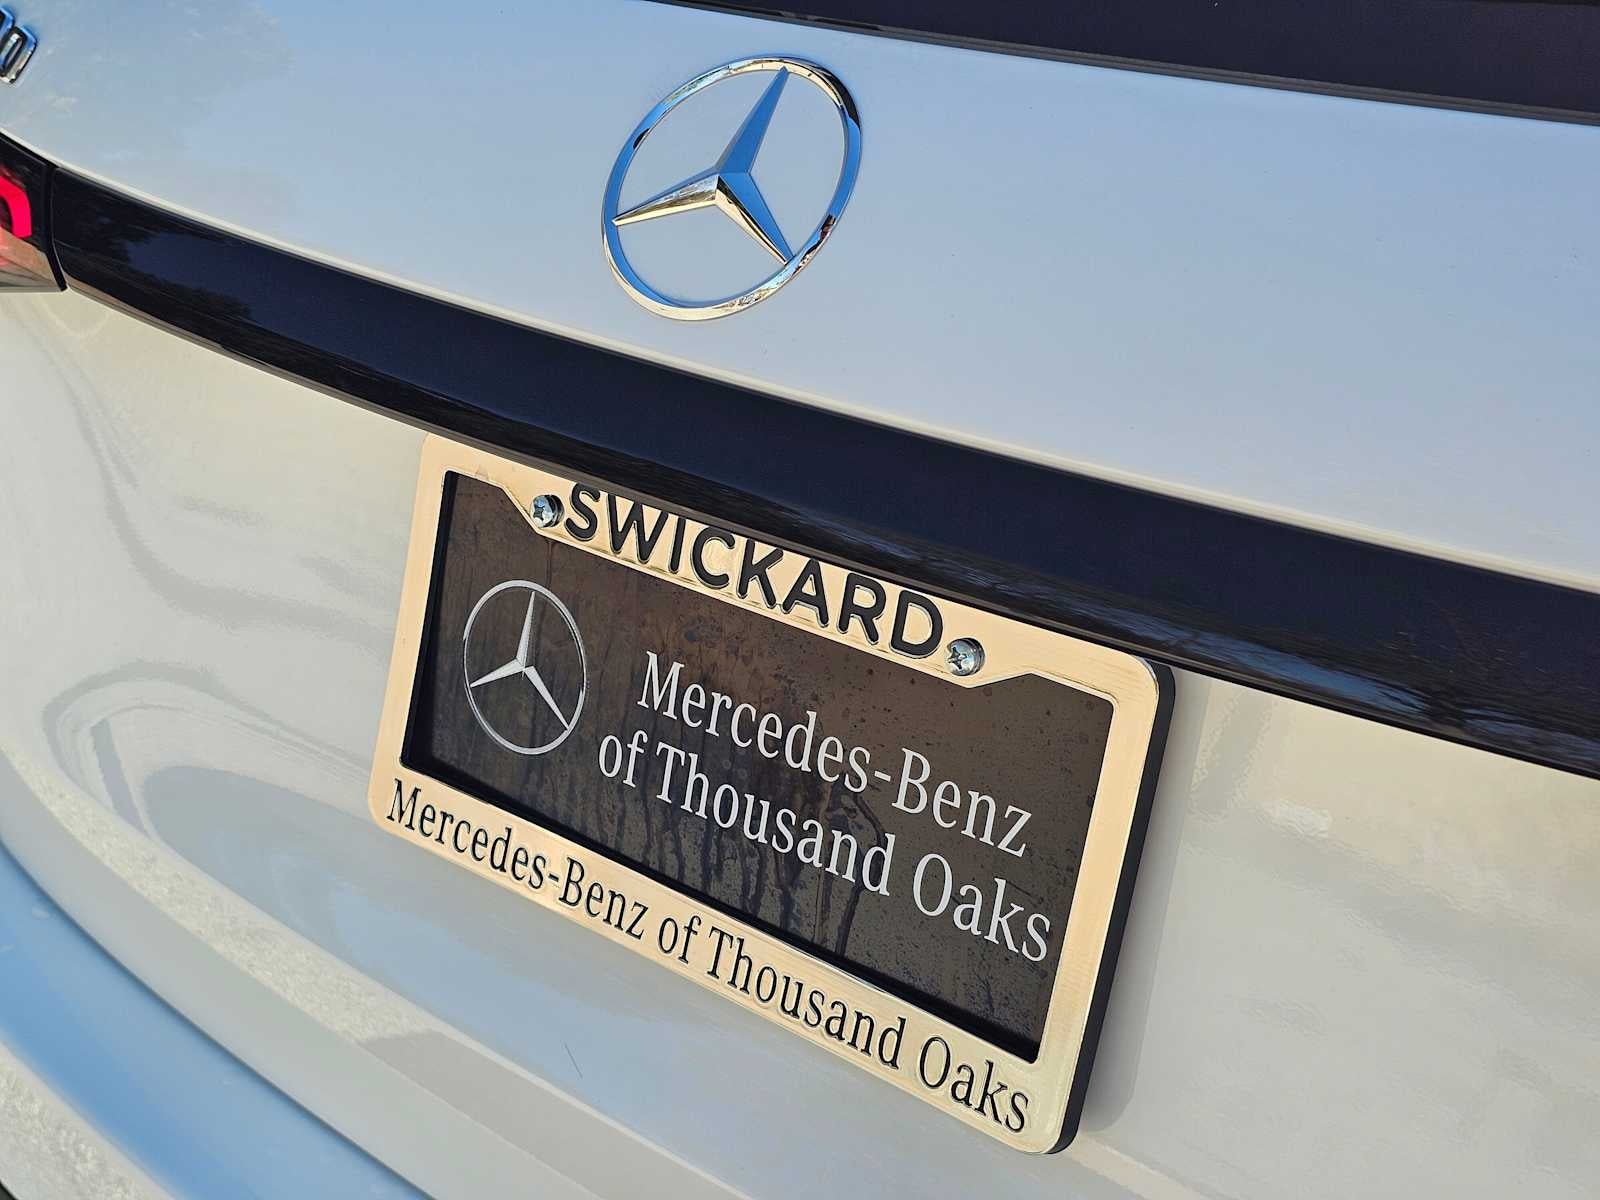 SWICKARD
Mercedes-Benz
of Thousand Oaks
Mercedes-Benz of Thousand Oaks